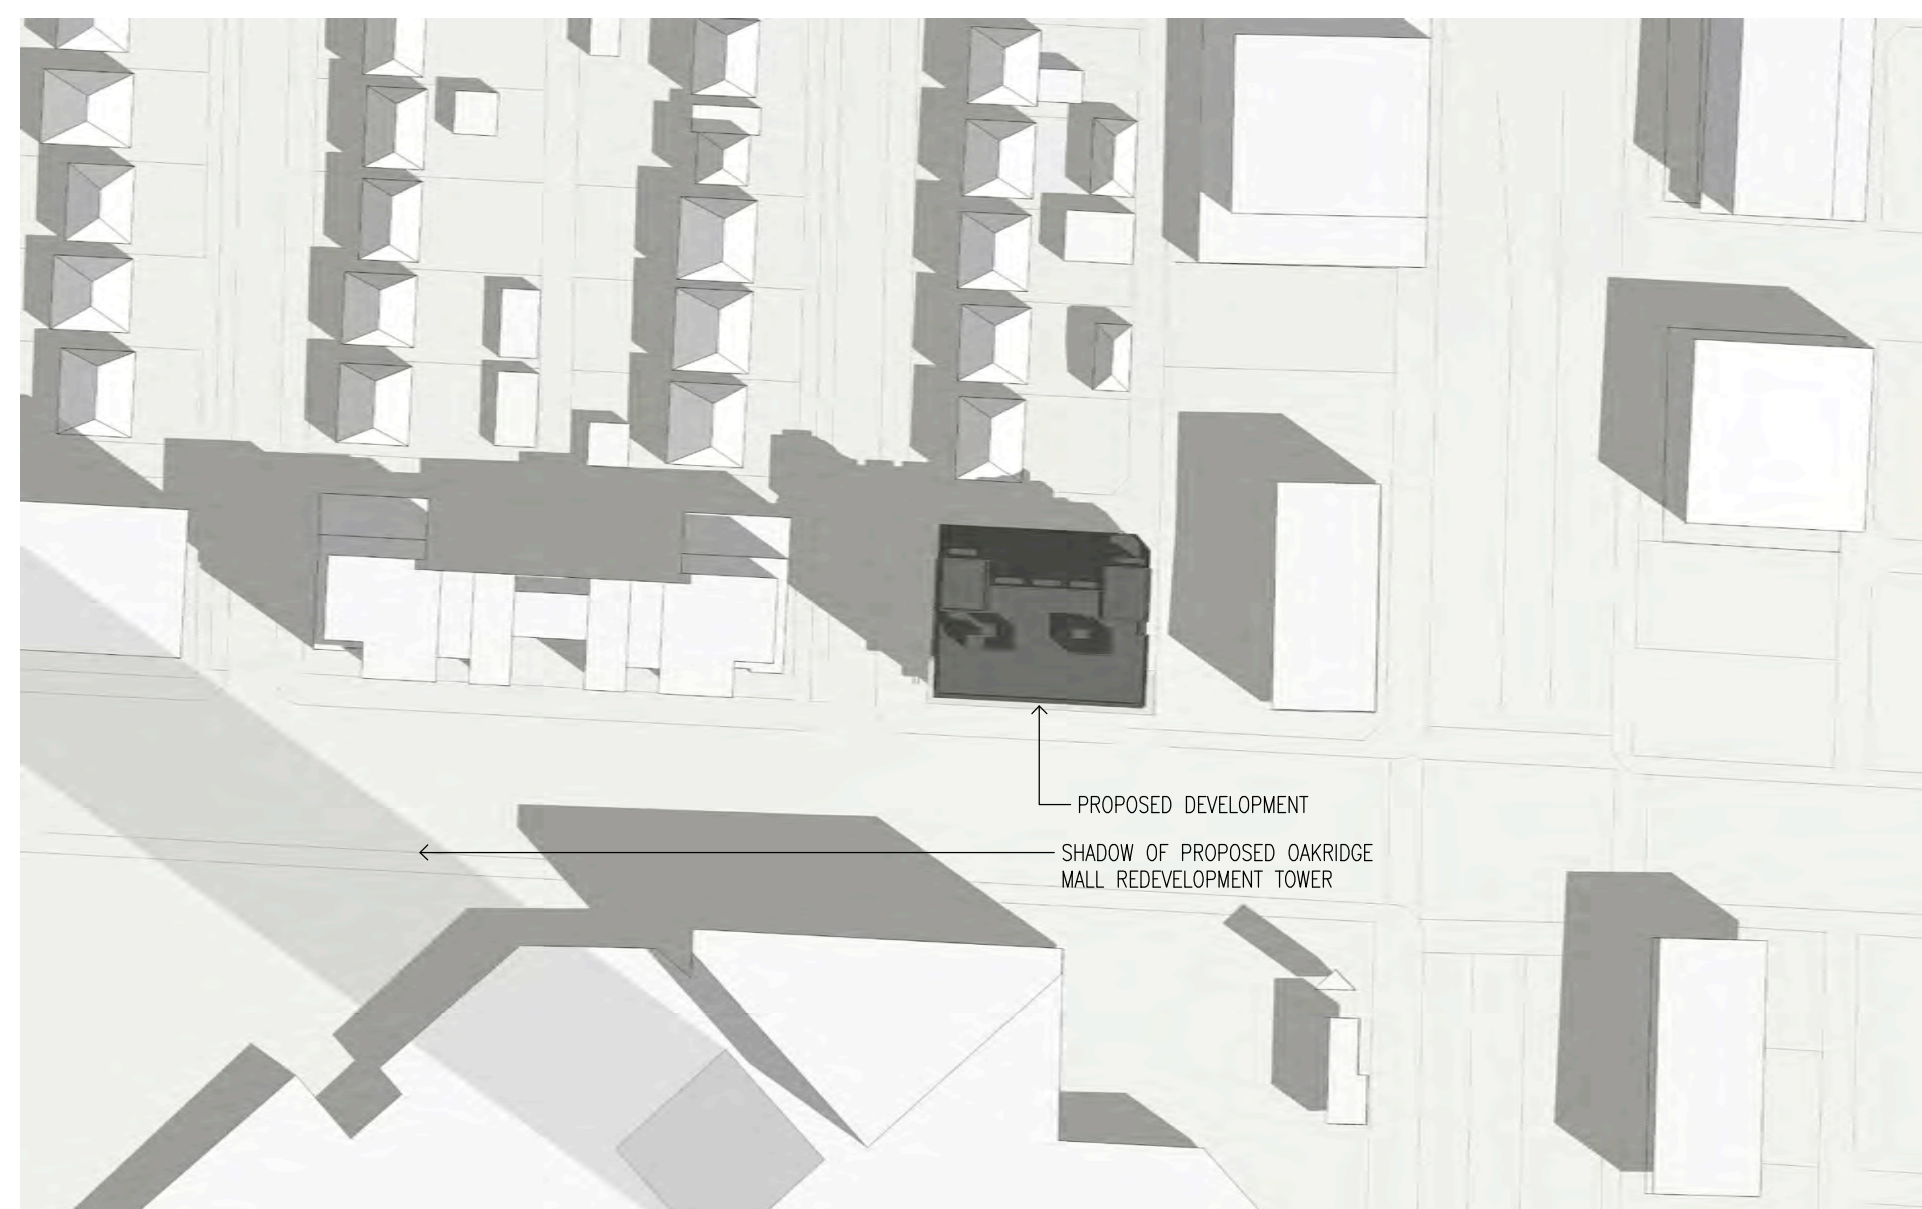 PROPOSED DEVELOPMENT
SHADOW OF PROPOSED OAKRIDGE
MALL REDEVELOPMENT TOWER